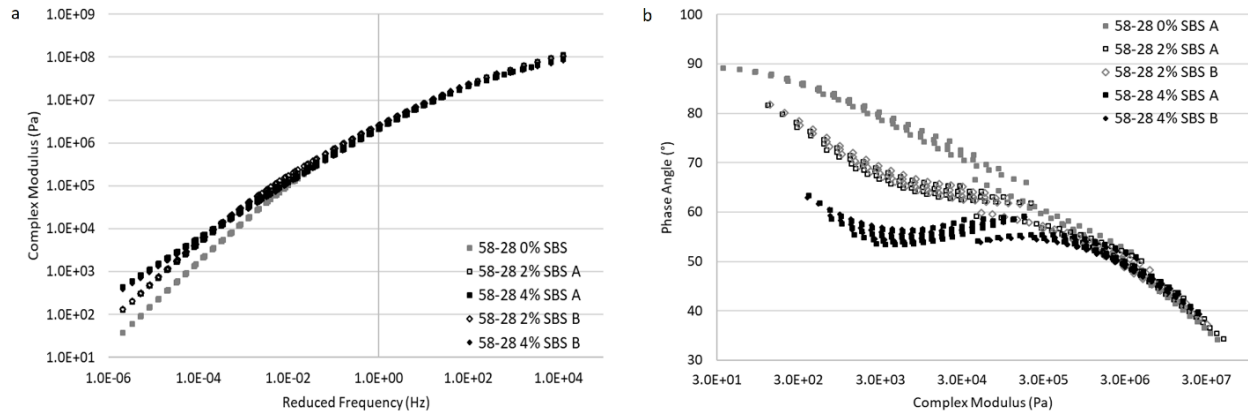 a
1.0E+09
1.0E+08
1.0E+07
1.0E+06
1.0E+05
1.0E+04
1.0E+03
1.0E+02
1.0E+01
Complex Modulus (Pa)
58-28 0% SBS
58-28 2% SBS A
58-28 4% SBS A
58-28 2% SBS B
58-28 4% SBS B
1.0E-06 1.0E-04 1.0E-02 1.0E+00 1.0E+02 1.0E+04
Reduced Frequency (Hz)
b
100
90
80
70
60
50
40
30
Phase Angle (°)
58-28 0% SBS A
58-28 2% SBS A
58-28 2% SBS B
58-28 4% SBS A
58-28 4% SBS B
3.0E+01 3.0E+02 3.0E+03 3.0E+04 3.0E+05 3.0E+06 3.0E+07
Complex Modulus (Pa)